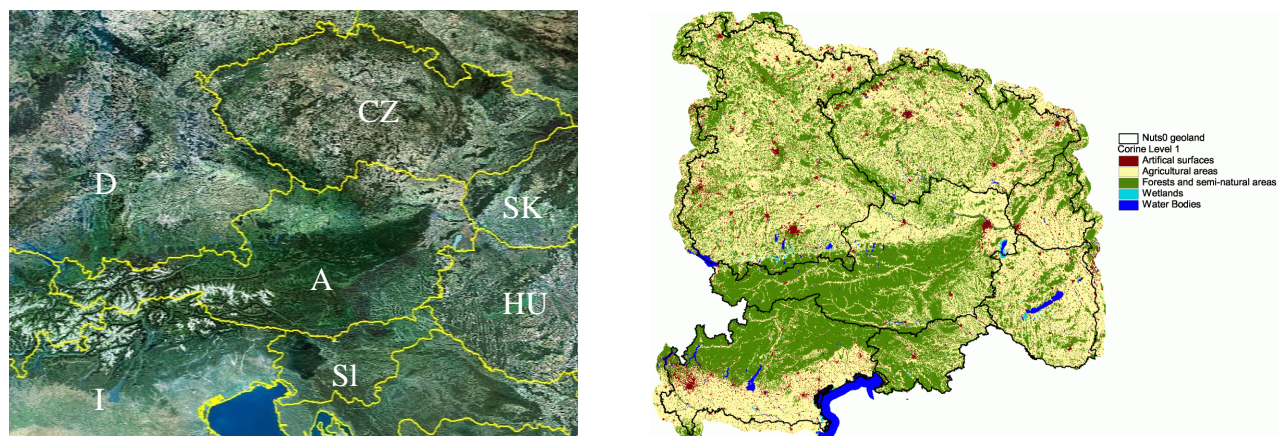 CZ
D
SK
A
HU
Sl
I
Nuts0 geoland
Corine Level 1
Artifical surfaces
Agricultural areas
Forests and semi-natural areas
Wetlands
Water Bodies